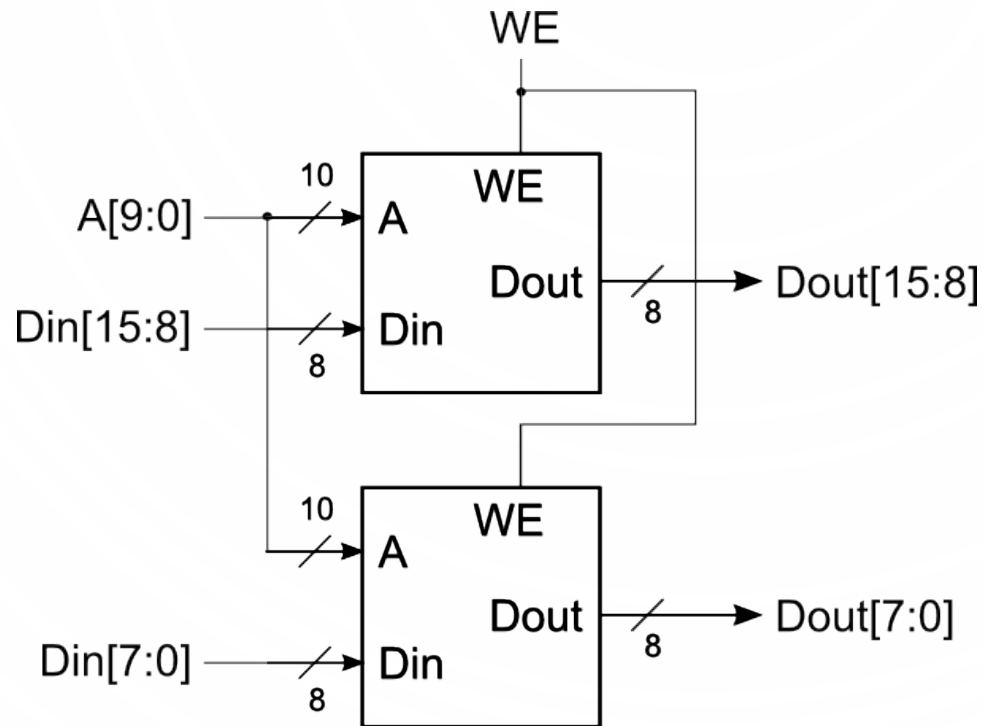 WE
10
WE
A[9:0]
A
Dout
Dout[15:8]
Din[15:8]
Din
8
8
10
WE
A
Dout
Dout[7:0]
8
Din[7:0]
Din
8